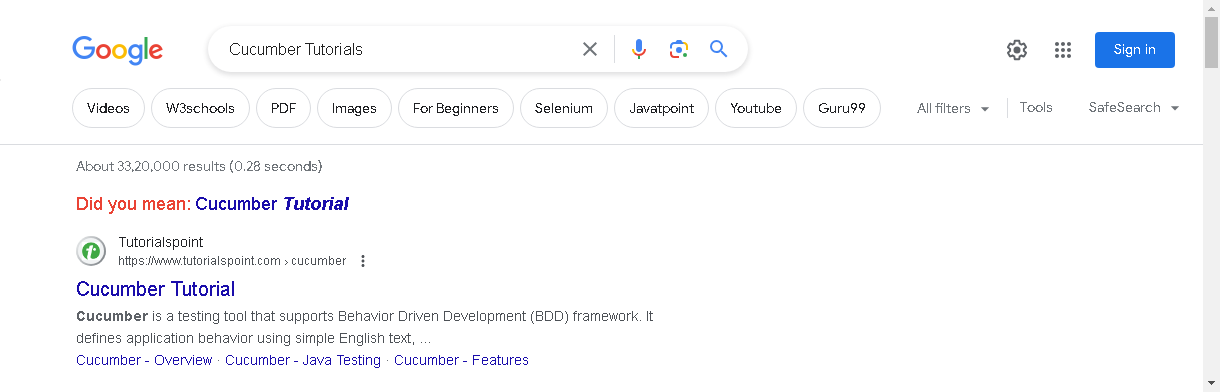 Google Cucumber Tutorials Sign in
Videos W3schools PDF Images For Beginners Selenium Javatpoint Youtube Guru99 All filters Tools SafeSearch
About 33,20,000 results (0.28 seconds)
Did you mean: Cucumber Tutorial
Tutorialspoint
https://www.tutorialspoint.com › cucumber
Cucumber Tutorial
Cucumber is a testing tool that supports Behavior Driven Development (BDD) framework. It
defines application behavior using simple English text, ...
Cucumber - Overview · Cucumber - Java Testing · Cucumber - Features